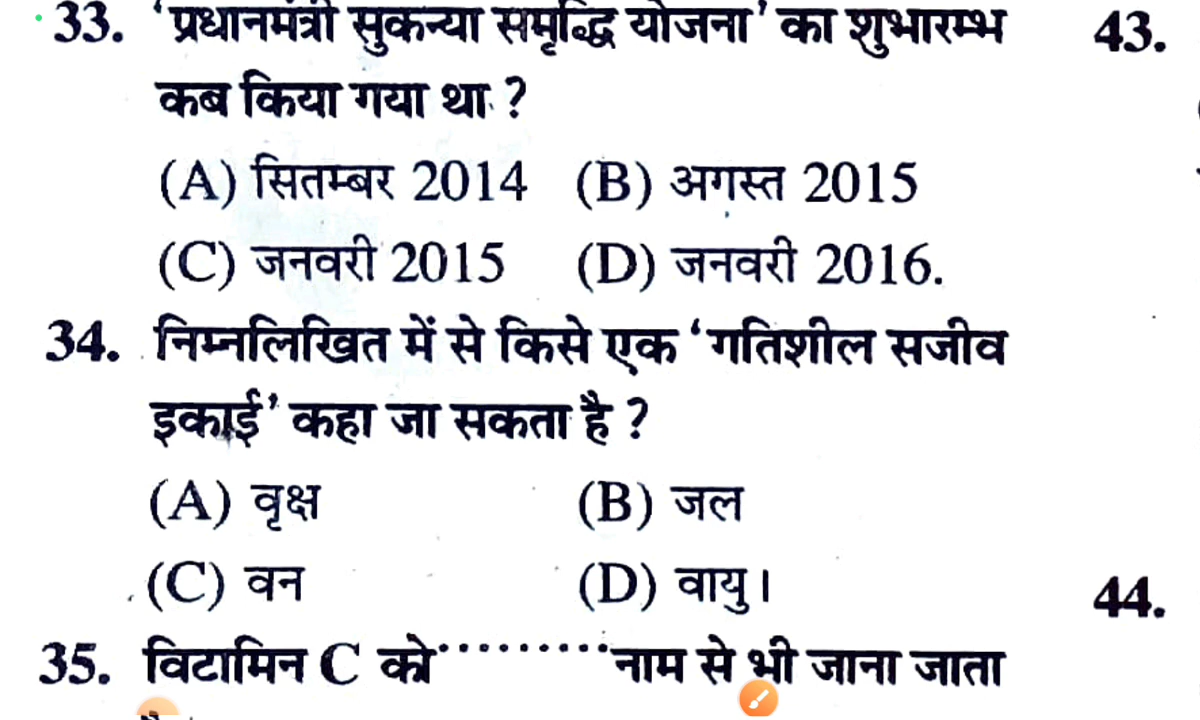 33. 'प्रधानमंत्री सुकन्या समृद्धि योजना' का शुभारम्भ
कब किया गया था ?
(A) सितम्बर 2014 (B) अगस्त 2015
(C) जनवरी 2015 (D) जनवरी 2016.
34. निम्नलिखित में से किसे एक 'गतिशील सजीव
इकाई' कहा जा सकता है ?
(A) वृक्ष (B) जल
(C) वन (D) वायु।
35. विटामिन C को·········नाम से भी जाना जाता
43.
44.